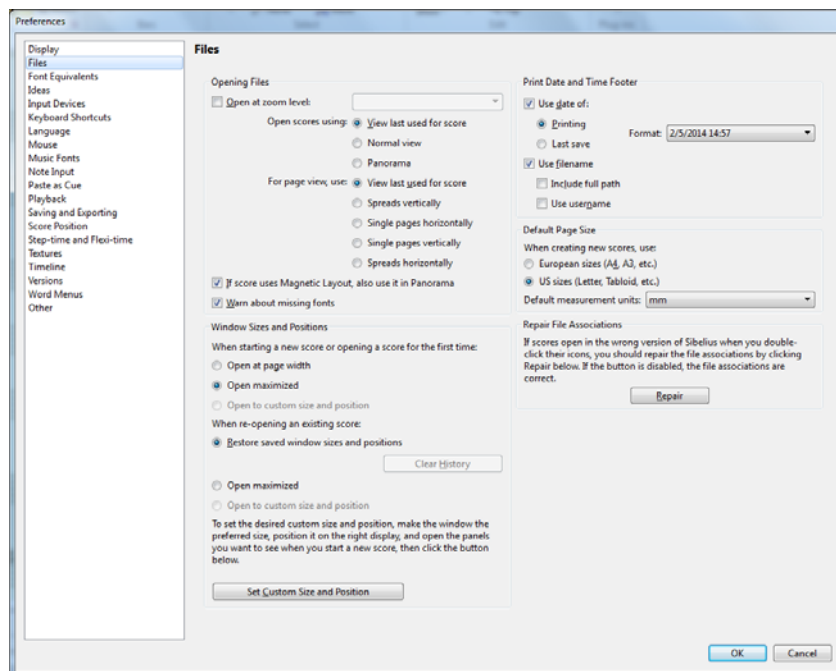 Preferences
Display
Files
Font Equivalents
Ideas
Input Devices
Keyboard Shortcuts
Language
Mouse
Music Fonts
Note Input
Paste as Cue
Playback
Saving and Exporting
Score Position
Step-time and Flexi-time
Textures
Timeline
Versions
Word Menus
Other
Files
Opening Files
Open at zoom level:
Open scores using: View last used for score
Normal view
Panorama
For page view, use: View last used for score
Spreads vertically
Single pages horizontally
Single pages vertically
Spreads horizontally
If score uses Magnetic Layout, also use it in Panorama
Warn about missing fonts
Window Sizes and Positions
When starting a new score or opening a score for the first time:
Open at page width
Open maximized
Open to custom size and position
When re-opening an existing score:
Restore saved window sizes and positions
Clear History
Open maximized
Open to custom size and position
To set the desired custom size and position, make the window the
preferred size, position it on the right display, and open the panels
you want to see when you start a new score, then click the button
below.
Set Custom Size and Position
Print Date and Time Footer
Use date of:
Printing
Last save
Format: 2/5/2014 14:57
Use filename
Include full path
Use username
Default Page Size
When creating new scores, use:
European sizes (A4, A3, etc.)
US sizes (Letter, Tabloid, etc.)
Default measurement units: mm
Repair File Associations
If scores open in the wrong version of Sibelius when you double-
click their icons, you should repair the file associations by clicking
Repair below. If the button is disabled, the file associations are
correct.
Repair
OK
Cancel